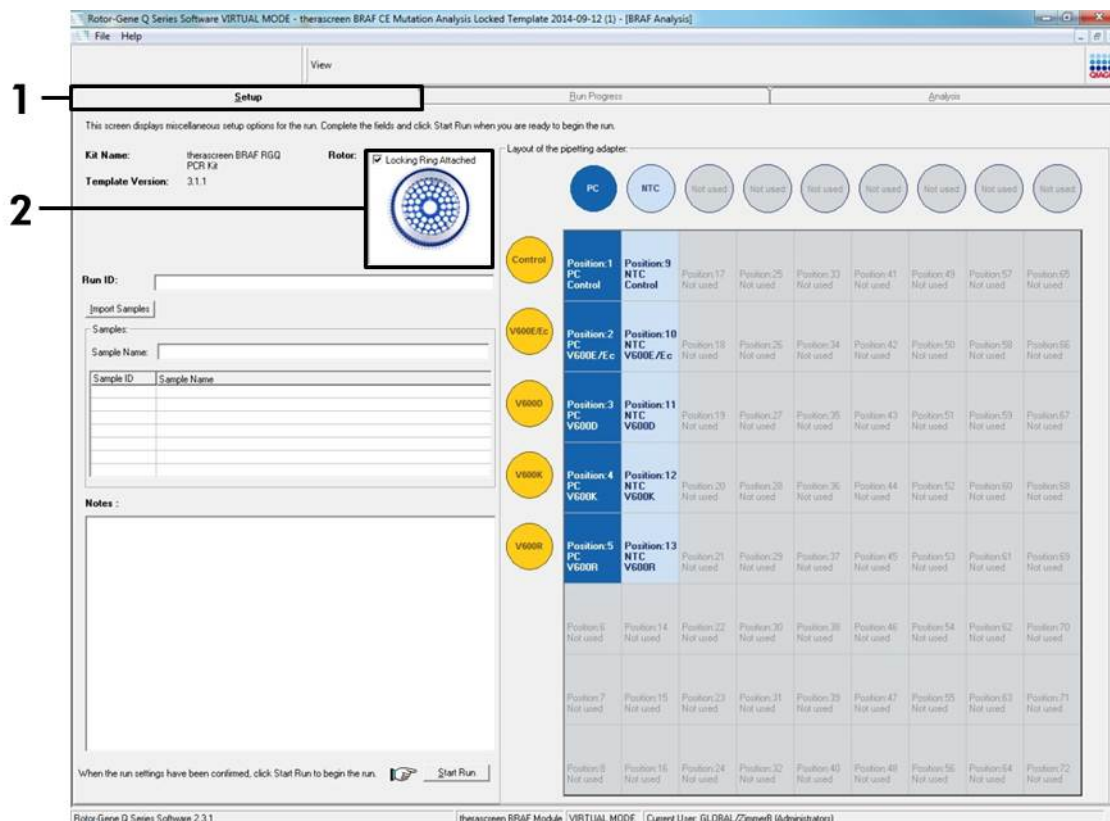 Rotor-Gene Q Series Software VIRTUAL MODE - therascreen BRAF CE Mutation Analysis Locked Template 2014-09-12 (1) - [BRAF Analysis]
File Help
View
1
Setup
Run Progress
Analysis
This screen displays miscellaneous setup options for the run. Complete the fields and click Start Run when you are ready to begin the run.
Kit Name:
therascreen BRAF RGQ
PCR Kit
Rotor:
Locking Ring Attached
Template Version:
3.1.1
2
Run ID:
Import Samples
Samples:
Sample Name:
Sample ID Sample Name
Notes :
When the run settings have been confirmed, click Start Run to begin the run.
Start Run
Layout of the pipetting adapter:
PC NTC Not used Not used Not used Not used Not used Not used Not used
Control
Position:1 Position:9
PC NTC Position:17 Position:25 Position:33 Position:41 Position:49 Position:57 Position:65
Control Control Not used Not used Not used Not used Not used Not used Not used
V600E/Ec
Position:2 Position:10
PC NTC Position:18 Position:26 Position:34 Position:42 Position:50 Position:58 Position:66
V600E/Ec V600E/Ec Not used Not used Not used Not used Not used Not used Not used
V600D
Position:3 Position:11
PC NTC Position:19 Position:27 Position:35 Position:43 Position:51 Position:59 Position:67
V600D V600D Not used Not used Not used Not used Not used Not used Not used
V600K
Position:4 Position:12
PC NTC Position:20 Position:28 Position:36 Position:44 Position:52 Position:60 Position:68
V600K V600K Not used Not used Not used Not used Not used Not used Not used
V600R
Position:5 Position:13
PC NTC Position:21 Position:29 Position:37 Position:45 Position:53 Position:61 Position:69
V600R V600R Not used Not used Not used Not used Not used Not used Not used
Position:6 Position:14 Position:22 Position:30 Position:38 Position:46 Position:54 Position:62 Position:70
Not used Not used Not used Not used Not used Not used Not used Not used Not used
Position:7 Position:15 Position:23 Position:31 Position:39 Position:47 Position:55 Position:63 Position:71
Not used Not used Not used Not used Not used Not used Not used Not used Not used
Position:8 Position:16 Position:24 Position:32 Position:40 Position:48 Position:56 Position:64 Position:72
Not used Not used Not used Not used Not used Not used Not used Not used Not used
Rotor-Gene Q Series Software 2.3.1
therascreen BRAF Module VIRTUAL MODE Current User: GLOBAL/ZimmerB (Administrators)